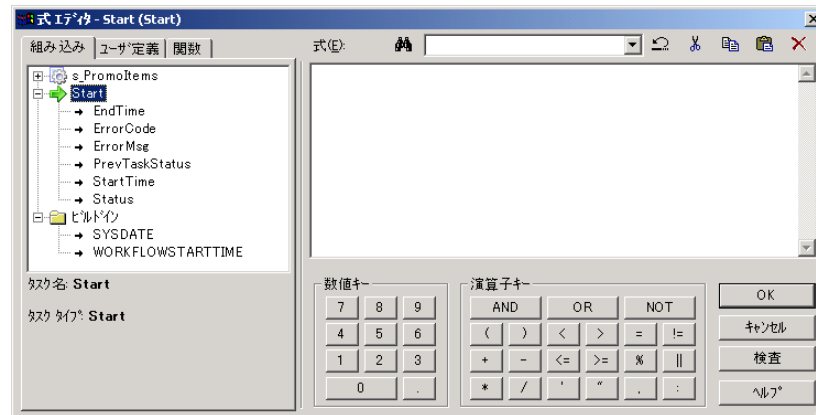 式 ｴﾃﾞｨﾀ - Start (Start)
組み込み ﾕｰｻﾞ定義 関数 式(E):
s_PromoItems
Start
EndTime
ErrorCode
ErrorMsg
PrevTaskStatus
StartTime
Status
ﾋﾞﾙﾄﾞｲﾝ
SYSDATE
WORKFLOWSTARTTIME
ﾀｽｸ名: Start
ﾀｽｸ ﾀｲﾌﾟ: Start
数値ｷｰ
7 8 9
4 5 6
1 2 3
0 .
演算子ｷｰ
AND OR NOT
( ) < > = !=
+ - <= >= % ||
* / ' " , :
OK
ｷｬﾝｾﾙ
検査
ﾍﾙﾌﾟ